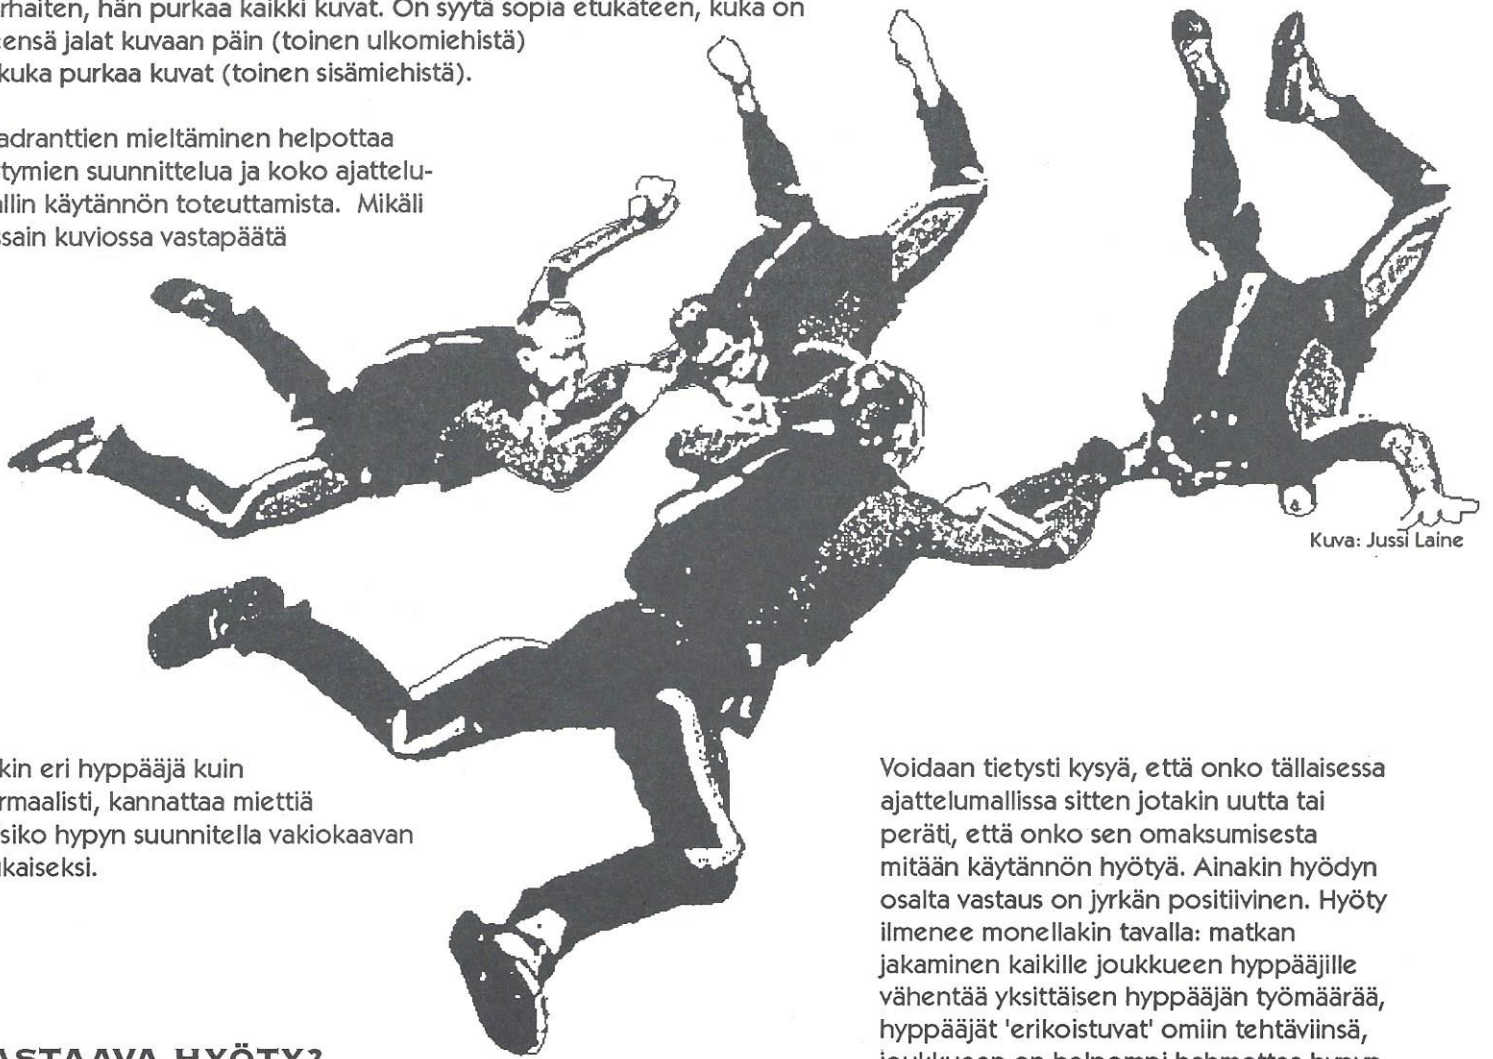 rhaiten, hän purkaa kaikki kuvat. On syytä sopia etukäteen, kuka on
ensä jalat kuvaan päin (toinen ulkomiehistä)
kuka purkaa kuvat (toinen sisämiehistä).
adranttien mieltäminen helpottaa
tymien suunnittelua ja koko ajattelu-
llin käytännön toteuttamista. Mikäli
ssain kuviossa vastapäätä
Kuva: Jussi Laine
kin eri hyppääjä kuin
rmaalisti, kannattaa miettiä
siko hypyn suunnitella vakiokaavan
kaiseksi.
ASTAAVA HYÖTY?
Voidaan tietysti kysyä, että onko tällaisessa
ajattelumallissa sitten jotakin uutta tai
peräti, että onko sen omaksumisesta
mitään käytännön hyötyä. Ainakin hyödyn
osalta vastaus on jyrkän positiivinen. Hyöty
ilmenee monellakin tavalla: matkan
jakaminen kaikille joukkueen hyppääjille
vähentää yksittäisen hyppääjän työmäärää,
hyppääjät 'erikoistuvat' omiin tehtäviinsä,
joukkueen on helpompi hahmottaa hypyn